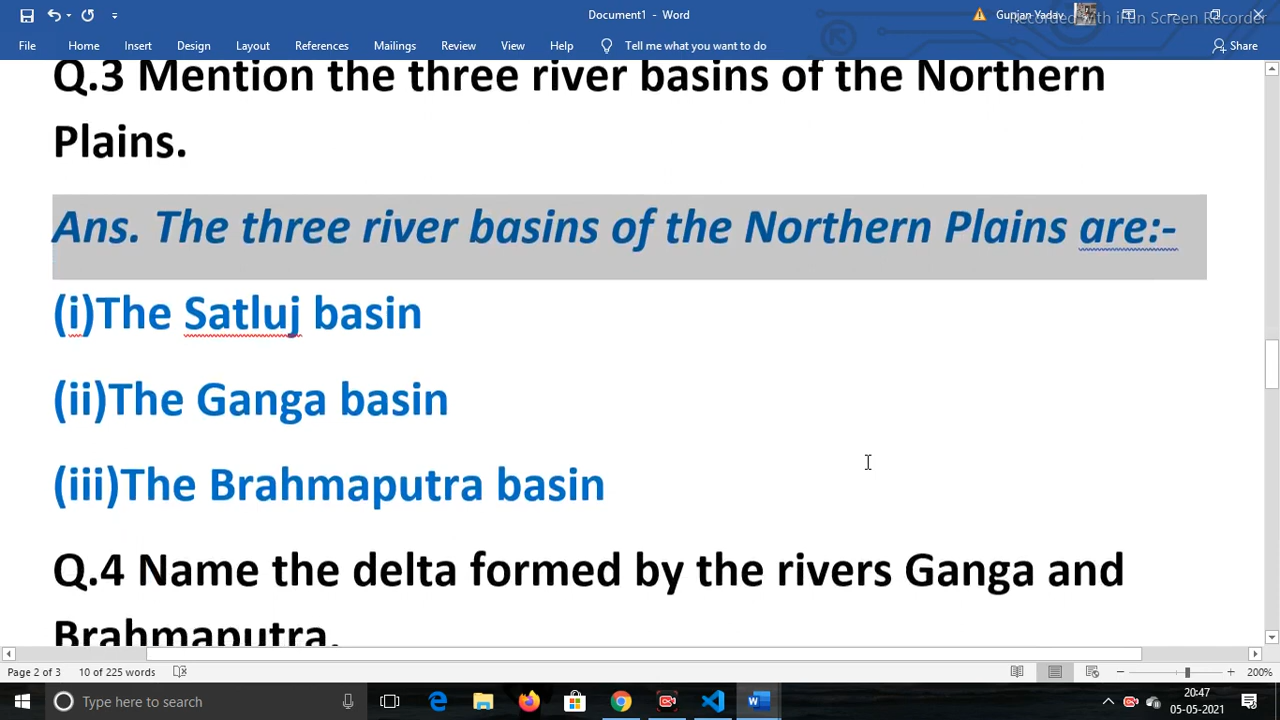 Document1 - Word
Gunjan Yadav
Recorded with iFun Screen Recorder
File Home Insert Design Layout References Mailings Review View Help Tell me what you want to do Share
Q.3 Mention the three river basins of the Northern
Plains.
Ans. The three river basins of the Northern Plains are:-
(i)The Satluj basin
(ii)The Ganga basin
(iii)The Brahmaputra basin
Q.4 Name the delta formed by the rivers Ganga and
Brahmaputra.
Page 2 of 3 10 of 225 words 200%
Type here to search
20:47
05-05-2021